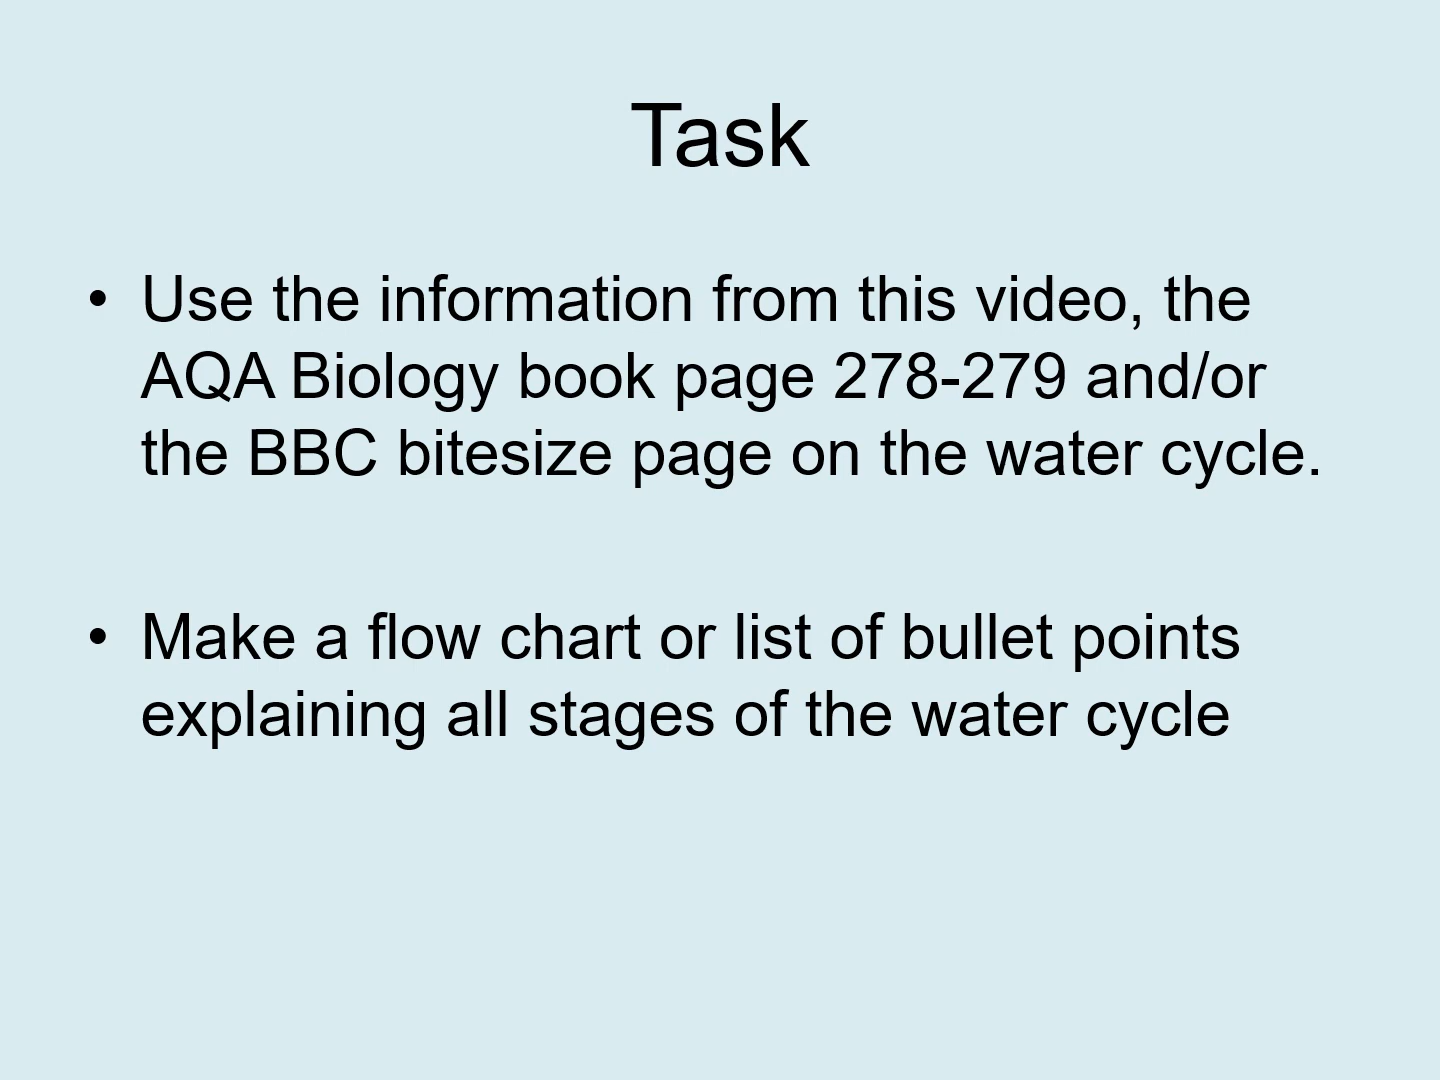 Task
• Use the information from this video, the
AQA Biology book page 278-279 and/or
the BBC bitesize page on the water cycle.
• Make a flow chart or list of bullet points
explaining all stages of the water cycle